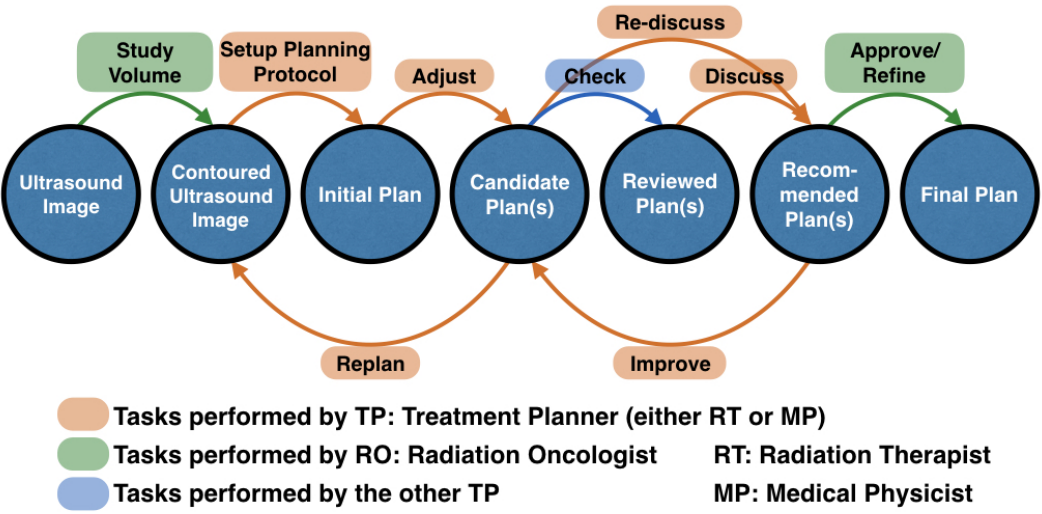 Re-discuss
Study
Volume
Setup Planning
Protocol
Adjust
Check
Discuss
Approve/
Refine
Ultrasound
Image
Contoured
Ultrasound
Image
Initial Plan
Candidate
Plan(s)
Reviewed
Plan(s)
Recom-
mended
Plan(s)
Final Plan
Replan
Improve
Tasks performed by TP: Treatment Planner (either RT or MP)
Tasks performed by RO: Radiation Oncologist
RT: Radiation Therapist
Tasks performed by the other TP
MP: Medical Physicist